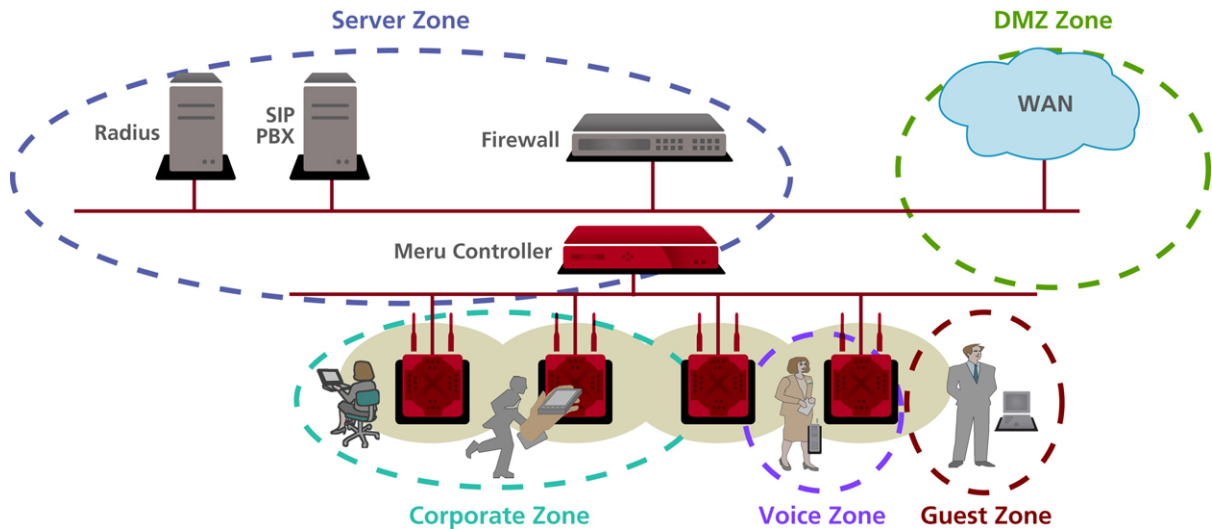 Server Zone
DMZ Zone
Radius
SIP
PBX
Firewall
WAN
Meru Controller
Corporate Zone
Voice Zone
Guest Zone